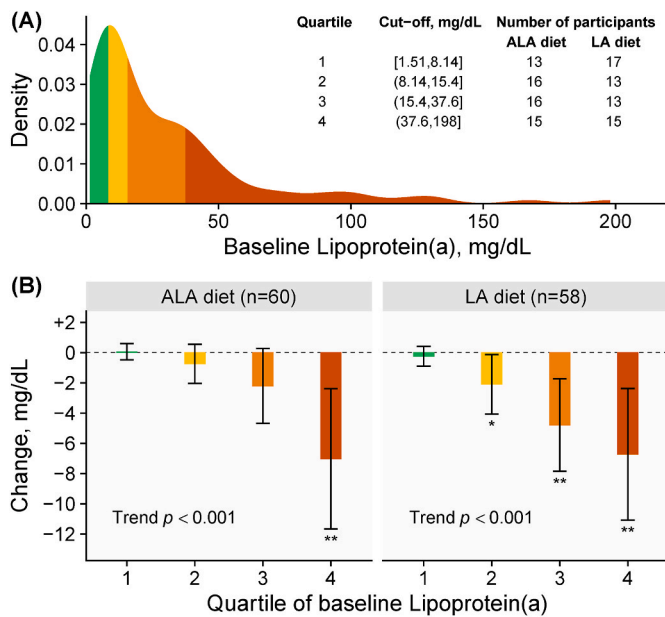 (A)
Quartile Cut-off, mg/dL Number of participants
ALA diet LA diet
1 [1.51,8.14] 13 17
2 (8.14,15.4] 16 13
3 (15.4,37.6] 16 13
4 (37.6,198] 15 15
Density
0.04
0.03
0.02
0.01
0.00
0 50 100 150 200
Baseline Lipoprotein(a), mg/dL
(B)
ALA diet (n=60) LA diet (n=58)
Change, mg/dL
+2
0
−2
−4
*
−6
−8
**
−10
−12
Trend p < 0.001 Trend p < 0.001
** **
1 2 3 4 1 2 3 4
Quartile of baseline Lipoprotein(a)